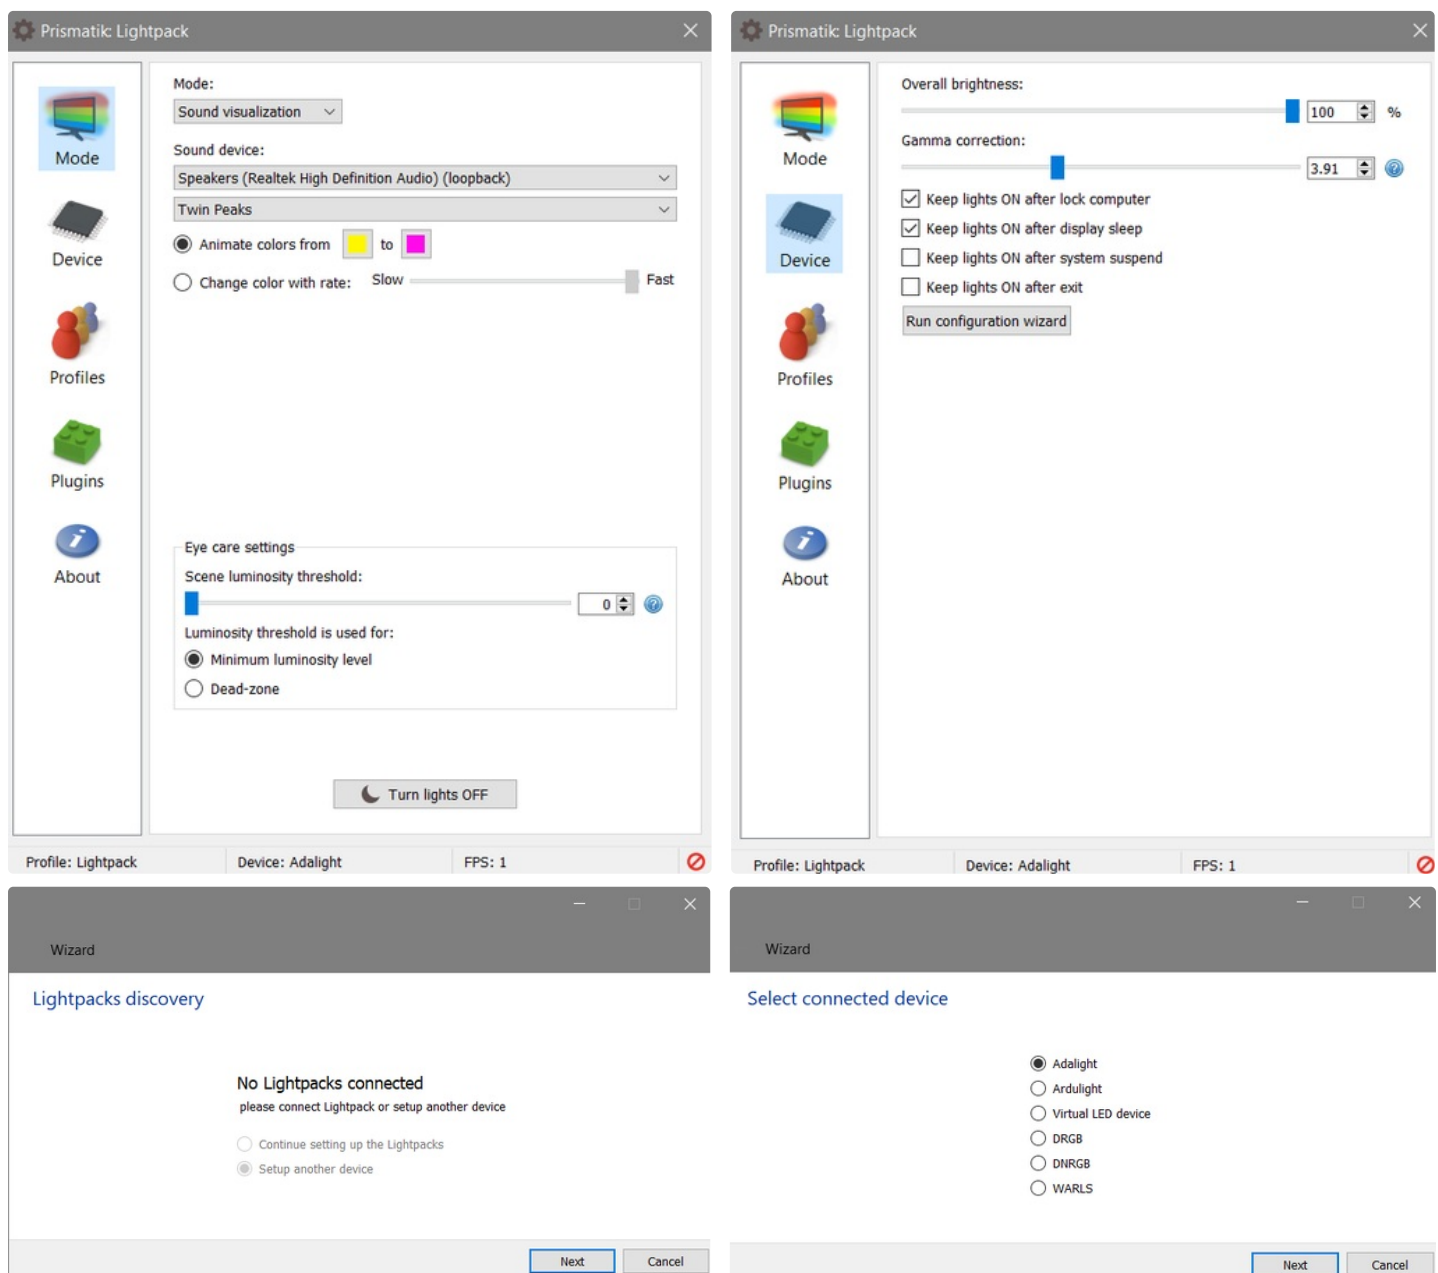 Prismatik: Lightpack
Mode
Device
Profiles
Plugins
About
Mode:
Sound visualization
Sound device:
Speakers (Realtek High Definition Audio) (loopback)
Twin Peaks
Animate colors from to
Change color with rate: Slow Fast
Eye care settings
Scene luminosity threshold:
0
Luminosity threshold is used for:
Minimum luminosity level
Dead-zone
Turn lights OFF
Profile: Lightpack Device: Adalight FPS: 1
Prismatik: Lightpack
Mode
Device
Profiles
Plugins
About
Overall brightness:
100 %
Gamma correction:
3.91
Keep lights ON after lock computer
Keep lights ON after display sleep
Keep lights ON after system suspend
Keep lights ON after exit
Run configuration wizard
Profile: Lightpack Device: Adalight FPS: 1
Wizard
Lightpacks discovery
No Lightpacks connected
please connect Lightpack or setup another device
Continue setting up the Lightpacks
Setup another device
Next Cancel
Wizard
Select connected device
Adalight
Ardulight
Virtual LED device
DRGB
DNRGB
WARLS
Next Cancel